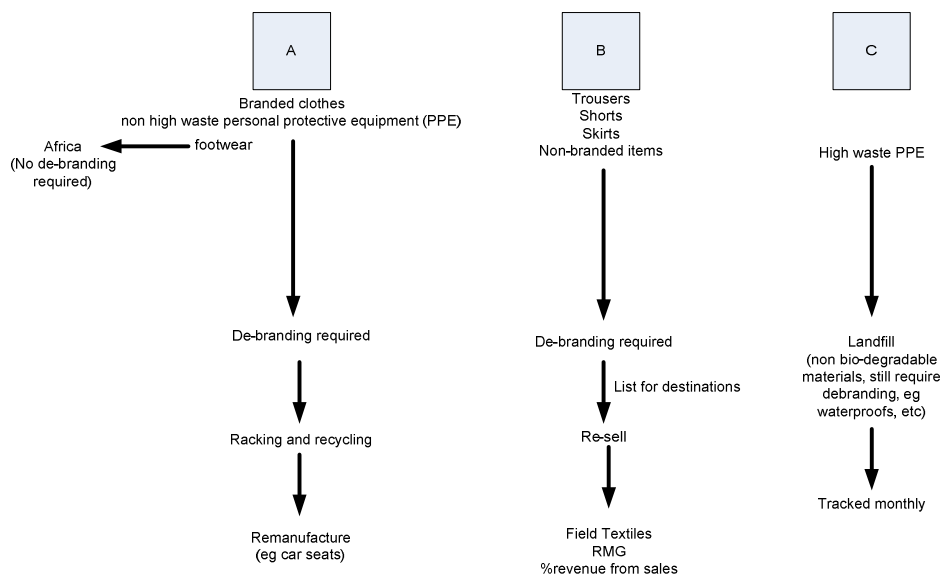 A
Branded clothes
non high waste personal protective equipment (PPE)
footwear
Africa
(No de-branding
required)
De-branding required
Racking and recycling
Remanufacture
(eg car seats)
B
Trousers
Shorts
Skirts
Non-branded items
De-branding required
List for destinations
Re-sell
Field Textiles
RMG
%revenue from sales
C
High waste PPE
Landfill
(non bio-degradable
materials, still require
debranding, eg
waterproofs, etc)
Tracked monthly